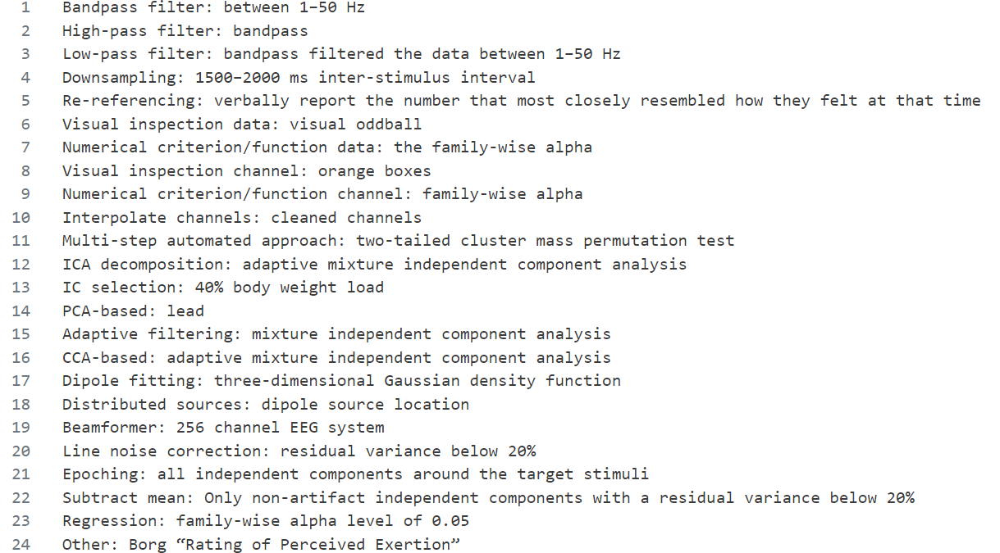 1 Bandpass filter: between 1–50 Hz
2 High-pass filter: bandpass
3 Low-pass filter: bandpass filtered the data between 1–50 Hz
4 Downsampling: 1500–2000 ms inter-stimulus interval
5 Re-referencing: verbally report the number that most closely resembled how they felt at that time
6 Visual inspection data: visual oddball
7 Numerical criterion/function data: the family-wise alpha
8 Visual inspection channel: orange boxes
9 Numerical criterion/function channel: family-wise alpha
10 Interpolate channels: cleaned channels
11 Multi-step automated approach: two-tailed cluster mass permutation test
12 ICA decomposition: adaptive mixture independent component analysis
13 IC selection: 40% body weight load
14 PCA-based: lead
15 Adaptive filtering: mixture independent component analysis
16 CCA-based: adaptive mixture independent component analysis
17 Dipole fitting: three-dimensional Gaussian density function
18 Distributed sources: dipole source location
19 Beamformer: 256 channel EEG system
20 Line noise correction: residual variance below 20%
21 Epoching: all independent components around the target stimuli
22 Subtract mean: Only non-artifact independent components with a residual variance below 20%
23 Regression: family-wise alpha level of 0.05
24 Other: Borg “Rating of Perceived Exertion”